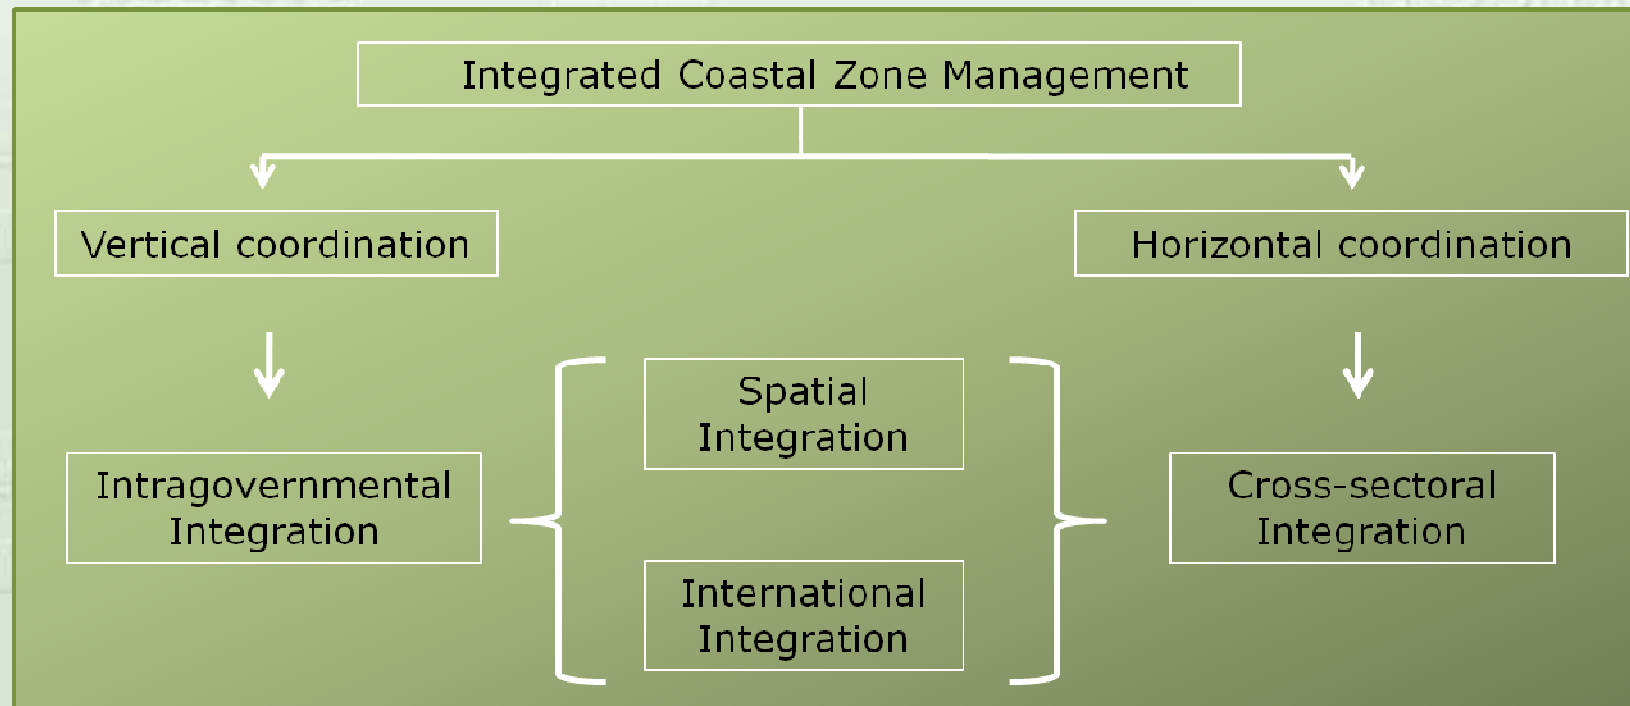 Integrated Coastal Zone Management
Vertical coordination
Horizontal coordination
Intragovernmental
Integration
Spatial
Integration
International
Integration
Cross-sectoral
Integration